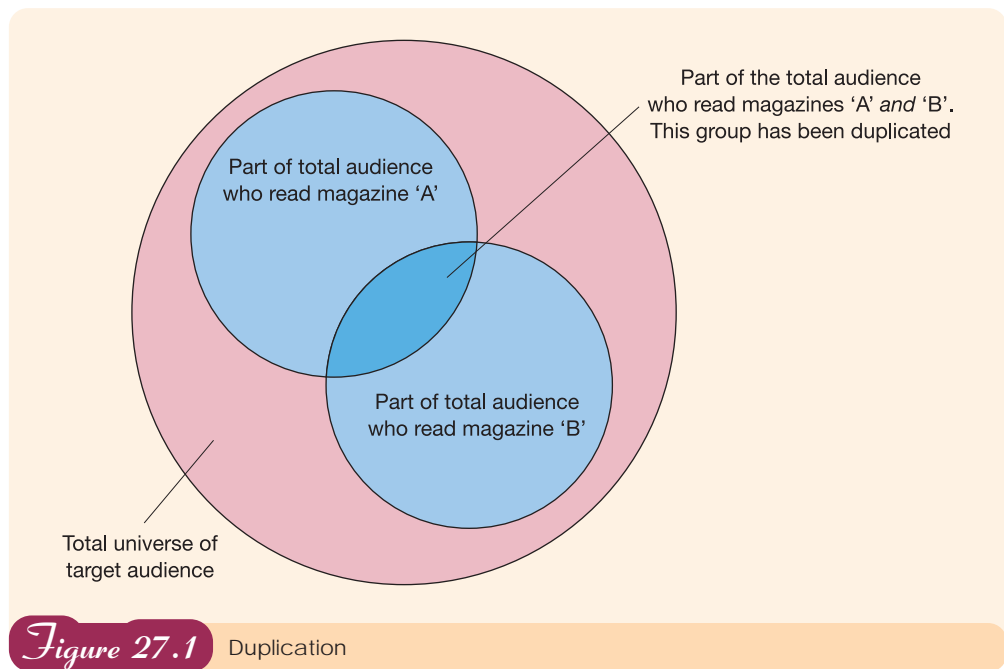 Part of the total audience
who read magazines ‘A’ and ‘B’.
This group has been duplicated
Part of total audience
who read magazine ‘A’
Part of total audience
who read magazine ‘B’
Total universe of
target audience
Figure 27.1 Duplication